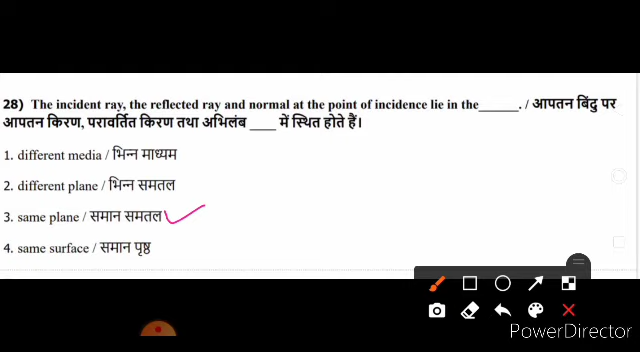 28) The incident ray, the reflected ray and normal at the point of incidence lie in the______. / आपतन बिंदु पर
आपतन किरण, परावर्तित किरण तथा अभिलंब ____ में स्थित होते हैं।
1. different media / भिन्न माध्यम
2. different plane / भिन्न समतल
3. same plane / समान समतल
4. same surface / समान पृष्ठ
PowerDirector